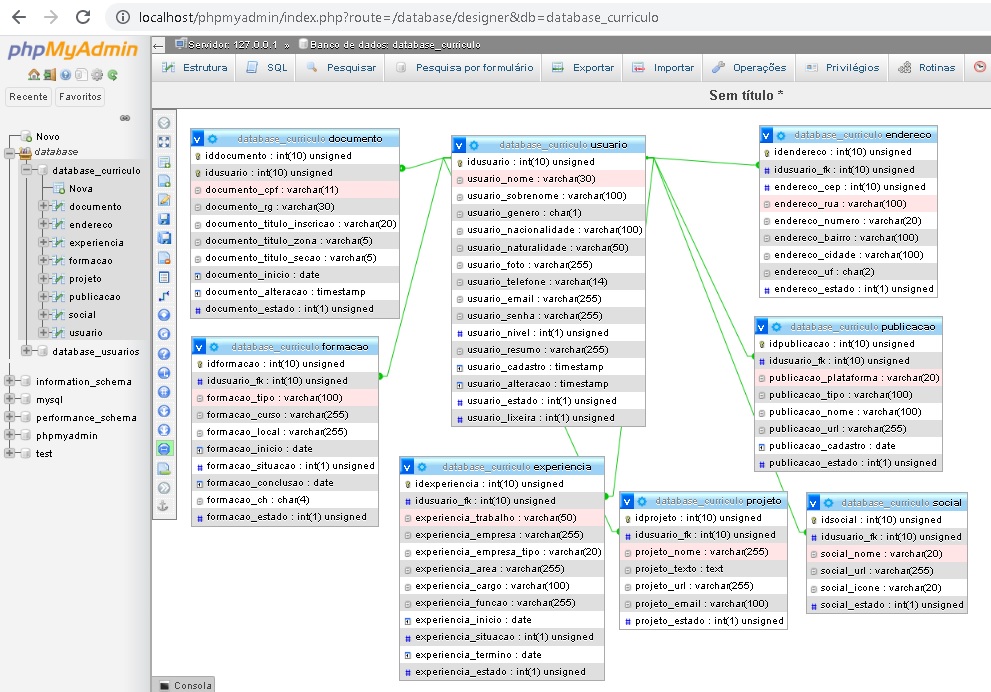 localhost/phpmyadmin/index.php?route=/database/designer&db=database_curriculo
phpMyAdmin
Recente Favoritos
Novo
database
database_curriculo
Nova
documento
endereco
experiencia
formacao
projeto
publicacao
social
usuario
database_usuarios
information_schema
mysql
performance_schema
phpmyadmin
test
Servidor: 127.0.0.1 » Banco de dados: database_curriculo
Estrutura SQL Pesquisar Pesquisa por formulário Exportar Importar Operações Privilégios Rotinas
Sem título *
database_curriculo documento
iddocumento : int(10) unsigned
idusuario : int(10) unsigned
documento_cpf : varchar(11)
documento_rg : varchar(30)
documento_titulo_inscricao : varchar(20)
documento_titulo_zona : varchar(5)
documento_titulo_secao : varchar(5)
documento_inicio : date
documento_alteracao : timestamp
documento_estado : int(1) unsigned
database_curriculo usuario
idusuario : int(10) unsigned
usuario_nome : varchar(30)
usuario_sobrenome : varchar(100)
usuario_genero : char(1)
usuario_nacionalidade : varchar(100)
usuario_naturalidade : varchar(50)
usuario_foto : varchar(255)
usuario_telefone : varchar(14)
usuario_email : varchar(255)
usuario_senha : varchar(255)
usuario_nivel : int(1) unsigned
usuario_resumo : varchar(255)
usuario_cadastro : timestamp
usuario_alteracao : timestamp
usuario_estado : int(1) unsigned
usuario_lixeira : int(1) unsigned
database_curriculo endereco
idendereco : int(10) unsigned
idusuario_fk : int(10) unsigned
endereco_cep : int(10) unsigned
endereco_rua : varchar(100)
endereco_numero : varchar(20)
endereco_bairro : varchar(100)
endereco_cidade : varchar(100)
endereco_uf : char(2)
endereco_estado : int(1) unsigned
database_curriculo formacao
idformacao : int(10) unsigned
idusuario_fk : int(10) unsigned
formacao_tipo : varchar(100)
formacao_curso : varchar(255)
formacao_local : varchar(255)
formacao_inicio : date
formacao_situacao : int(1) unsigned
formacao_conclusao : date
formacao_ch : char(4)
formacao_estado : int(1) unsigned
database_curriculo publicacao
idpublicacao : int(10) unsigned
idusuario_fk : int(10) unsigned
publicacao_plataforma : varchar(20)
publicacao_tipo : varchar(100)
publicacao_nome : varchar(100)
publicacao_url : varchar(255)
publicacao_cadastro : date
publicacao_estado : int(1) unsigned
database_curriculo experiencia
idexperiencia : int(10) unsigned
idusuario_fk : int(10) unsigned
experiencia_trabalho : varchar(50)
experiencia_empresa : varchar(255)
experiencia_empresa_tipo : varchar(20)
experiencia_area : varchar(255)
experiencia_cargo : varchar(100)
experiencia_funcao : varchar(255)
experiencia_inicio : date
experiencia_situacao : int(1) unsigned
experiencia_termino : date
experiencia_estado : int(1) unsigned
database_curriculo projeto
idprojeto : int(10) unsigned
idusuario_fk : int(10) unsigned
projeto_nome : varchar(255)
projeto_texto : text
projeto_url : varchar(255)
projeto_email : varchar(100)
projeto_estado : int(1) unsigned
database_curriculo social
idsocial : int(10) unsigned
idusuario_fk : int(10) unsigned
social_nome : varchar(20)
social_url : varchar(255)
social_icone : varchar(20)
social_estado : int(1) unsigned
Consola